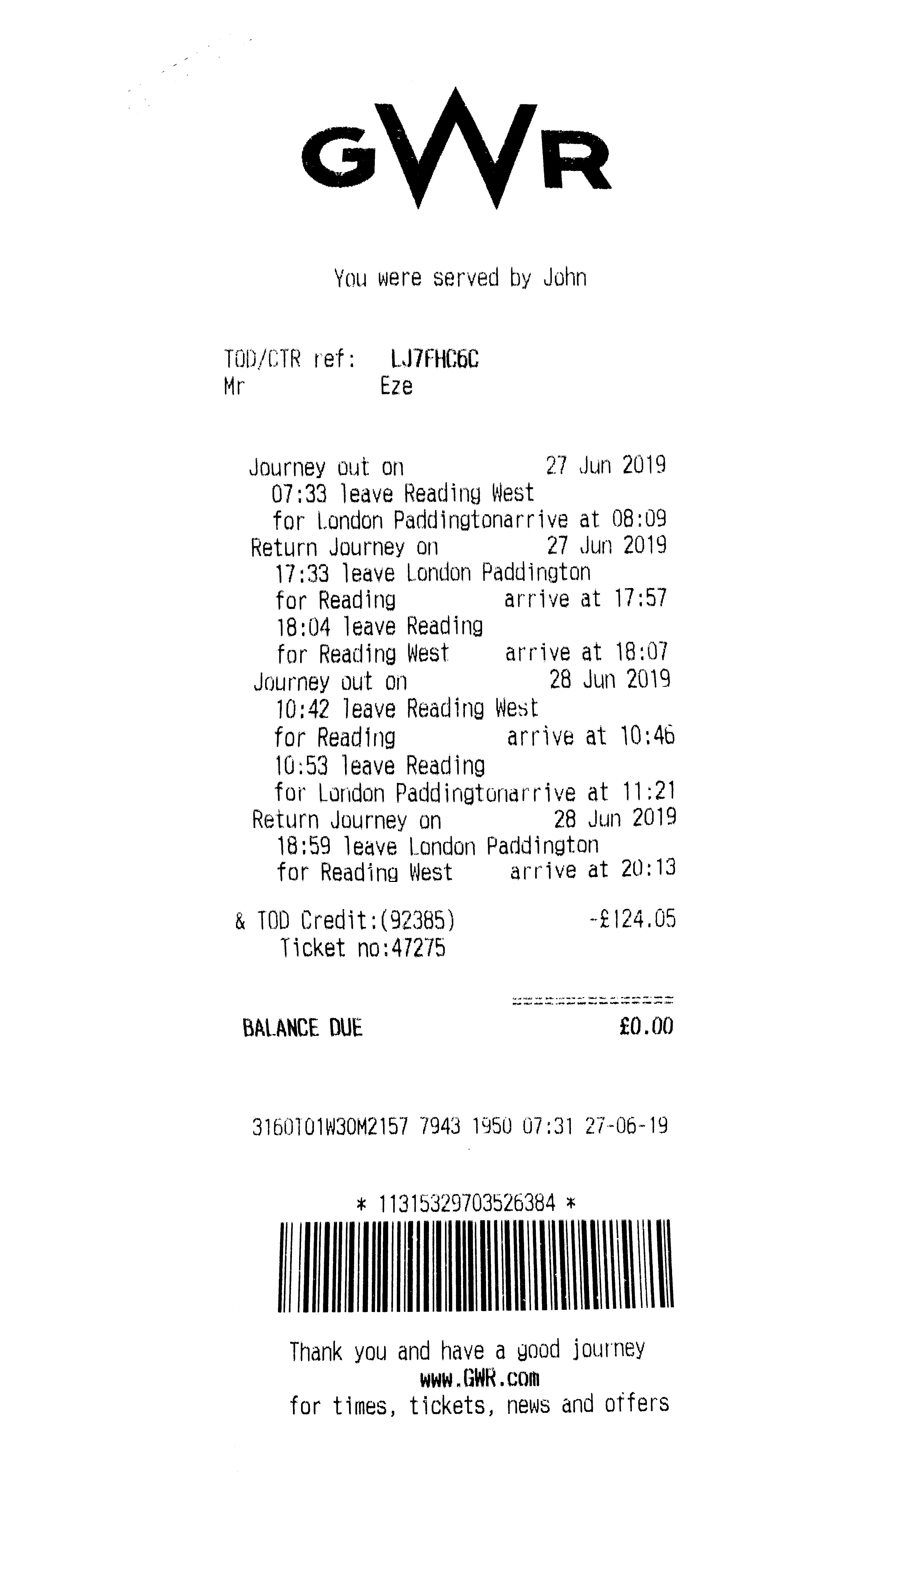 GWR
You were served by John
TOD/CTR ref: LJ7FHC6C
Mr Eze
Journey out on 27 Jun 2019
07:33 leave Reading West
for London Paddingtonarrive at 08:09
Return Journey on 27 Jun 2019
17:33 leave London Paddington
for Reading arrive at 17:57
18:04 leave Reading
for Reading West arrive at 18:07
Journey out on 28 Jun 2019
10:42 leave Reading West
for Reading arrive at 10:46
10:53 leave Reading
for London Paddingtonarrive at 11:21
Return Journey on 28 Jun 2019
18:59 leave London Paddington
for Reading West arrive at 20:13
& TOD Credit:(92385) -£124.05
Ticket no:47275
===============
BALANCE DUE £0.00
3160T01W30M2157 7943 1950 07:31 27-06-19
* 11315329703526384 *
Thank you and have a good journey
www.GWR.com
for times, tickets, news and offers